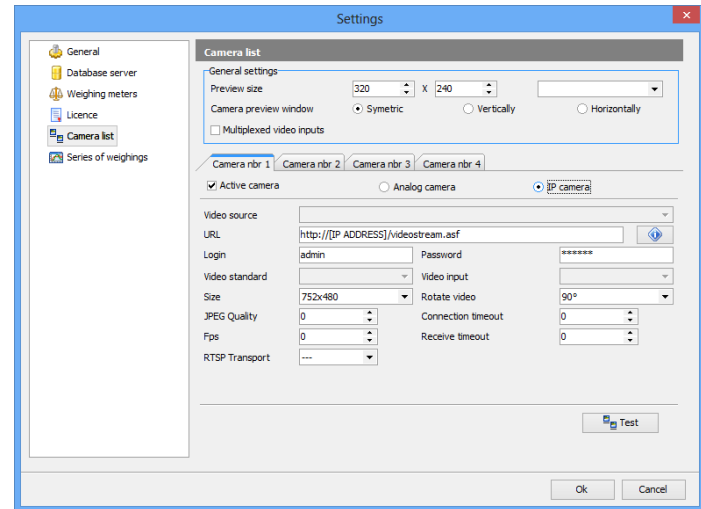 Settings
General
Database server
Weighing meters
Licence
Camera list
Series of weighings
Camera list
General settings
Preview size 320 X 240
Camera preview window Symetric Vertically Horizontally
Multiplexed video inputs
Camera nbr 1 Camera nbr 2 Camera nbr 3 Camera nbr 4
Active camera Analog camera IP camera
Video source
URL http://[IP ADDRESS]/videostream.asf
Login admin Password ******
Video standard Video input
Size 752x480 Rotate video 90°
JPEG Quality 0 Connection timeout 0
Fps 0 Receive timeout 0
RTSP Transport ---
Test
Ok Cancel